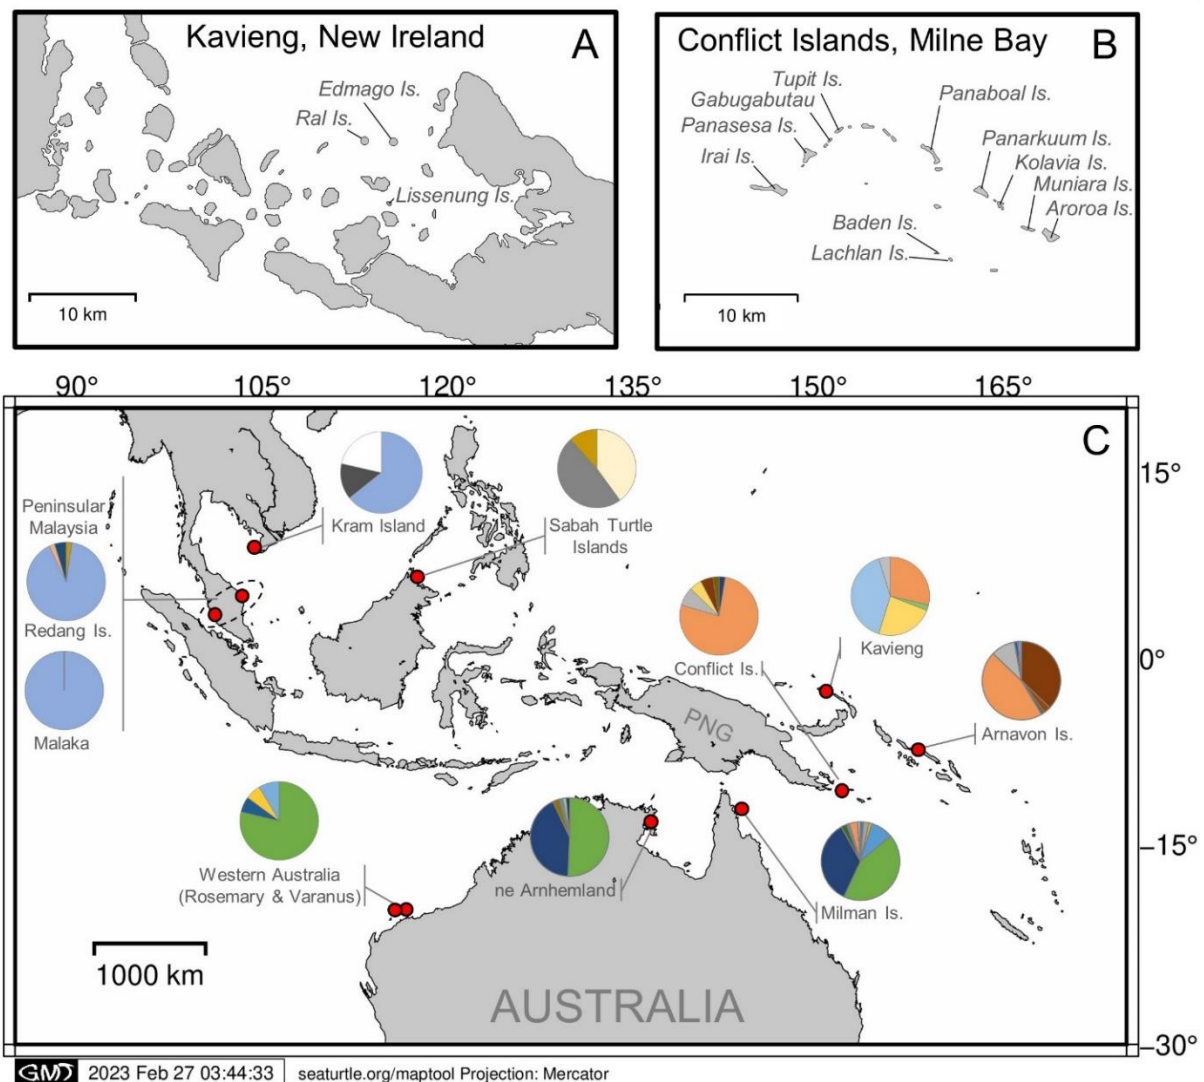 Kavieng, New Ireland
A
Edmago Is.
Ral Is.
Lissenung Is.
10 km
Conflict Islands, Milne Bay
B
Tupit Is.
Gabugabutau
Panasesa Is.
Irai Is.
Panaboal Is.
Panarkuum Is.
Kolavia Is.
Muniara Is.
Aroroa Is.
Baden Is.
Lachlan Is.
10 km
90° 105° 120° 135° 150° 165°
C
15°
0°
–15°
–30°
Peninsular
Malaysia
Redang Is.
Malaka
Kram Island
Sabah Turtle
Islands
Conflict Is.
Kavieng
Arnavon Is.
PNG
Western Australia
(Rosemary & Varanus)
ne Arnhemland
Milman Is.
1000 km
AUSTRALIA
GMT 2023 Feb 27 03:44:33 seaturtle.org/maptool Projection: Mercator